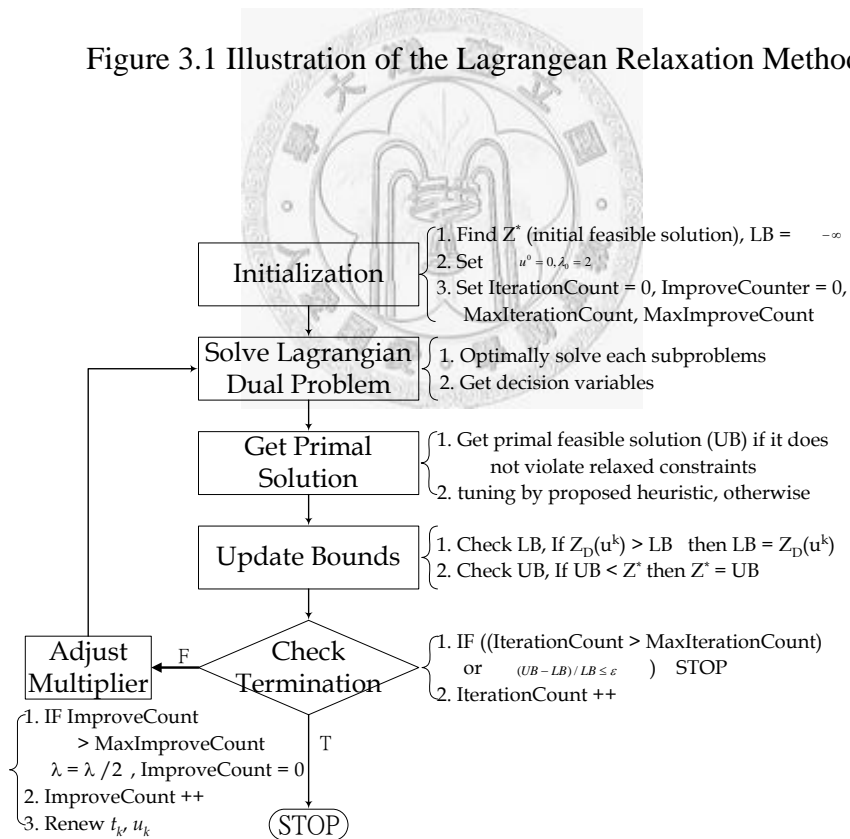 Figure 3.1 Illustration of the Lagrangean Relaxation Metho
Initialization
1. Find Z* (initial feasible solution), LB = -∞
2. Set u⁰ = 0, λ₀ = 2
3. Set IterationCount = 0, ImproveCounter = 0,
MaxIterationCount, MaxImproveCount
Solve Lagrangian
Dual Problem
1. Optimally solve each subproblems
2. Get decision variables
Get Primal
Solution
1. Get primal feasible solution (UB) if it does
not violate relaxed constraints
2. tuning by proposed heuristic, otherwise
Update Bounds
1. Check LB, If Z_D(u^k) > LB then LB = Z_D(u^k)
2. Check UB, If UB < Z* then Z* = UB
Check
Termination
1. IF ((IterationCount > MaxIterationCount)
or (UB – LB) / LB ≤ ε ) STOP
2. IterationCount ++
F
Adjust
Multiplier
1. IF ImproveCount
> MaxImproveCount
λ = λ /2 , ImproveCount = 0
2. ImproveCount ++
3. Renew t_k, u_k
T
STOP